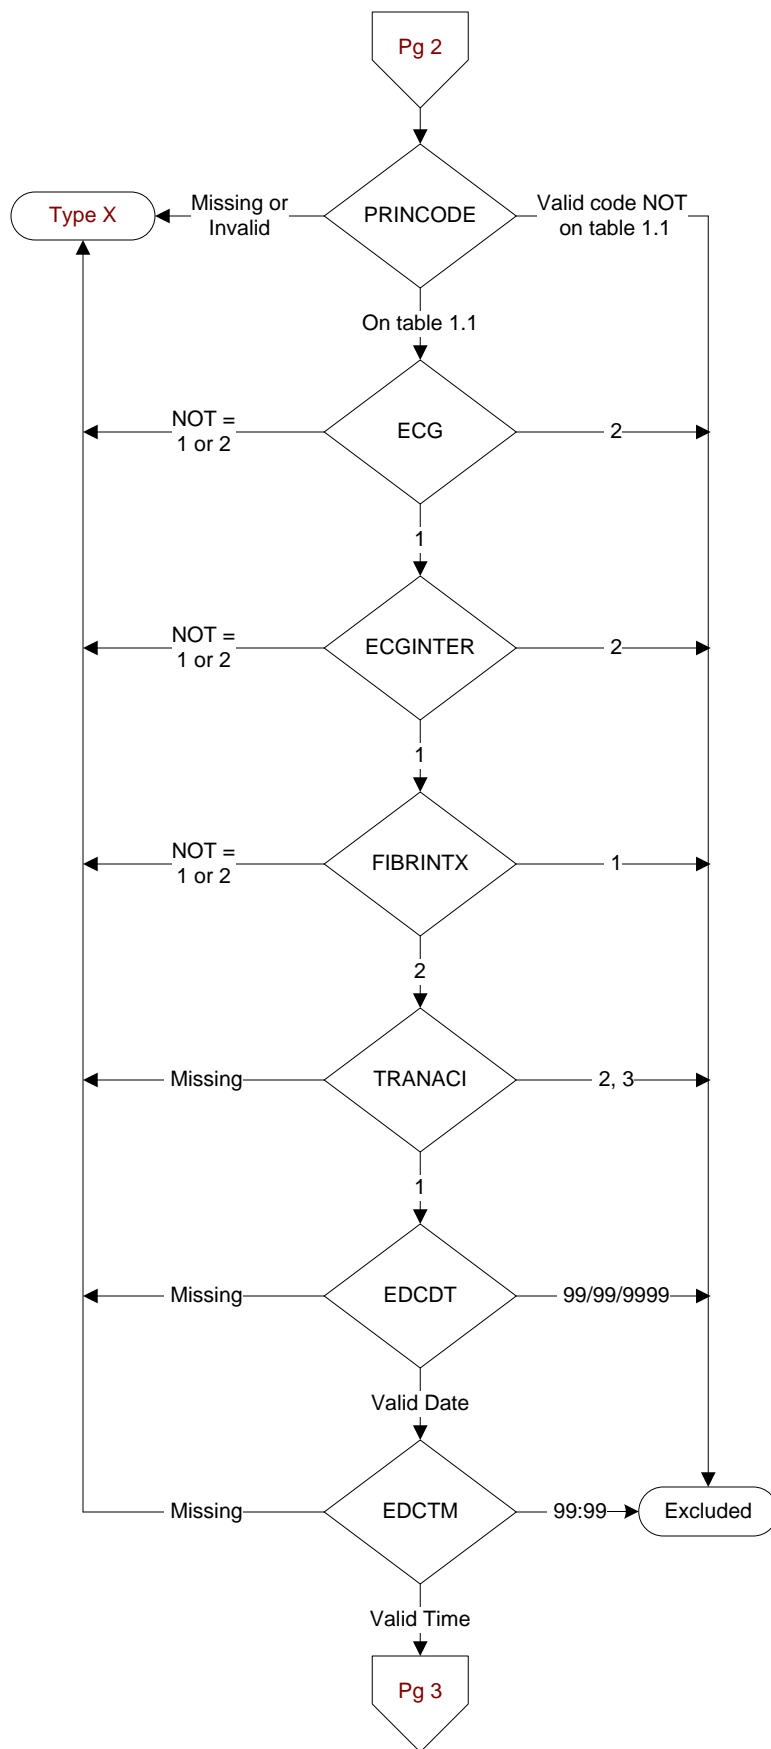 Pg 2
Type X
Missing or
Invalid
PRINCODE
Valid code NOT
on table 1.1
On table 1.1
NOT =
1 or 2
ECG
2
1
NOT =
1 or 2
ECGINTER
2
1
NOT =
1 or 2
FIBRINTX
1
2
Missing
TRANACI
2, 3
1
Missing
EDCDT
99/99/9999
Valid Date
Missing
EDCTM
99:99
Excluded
Valid Time
Pg 3